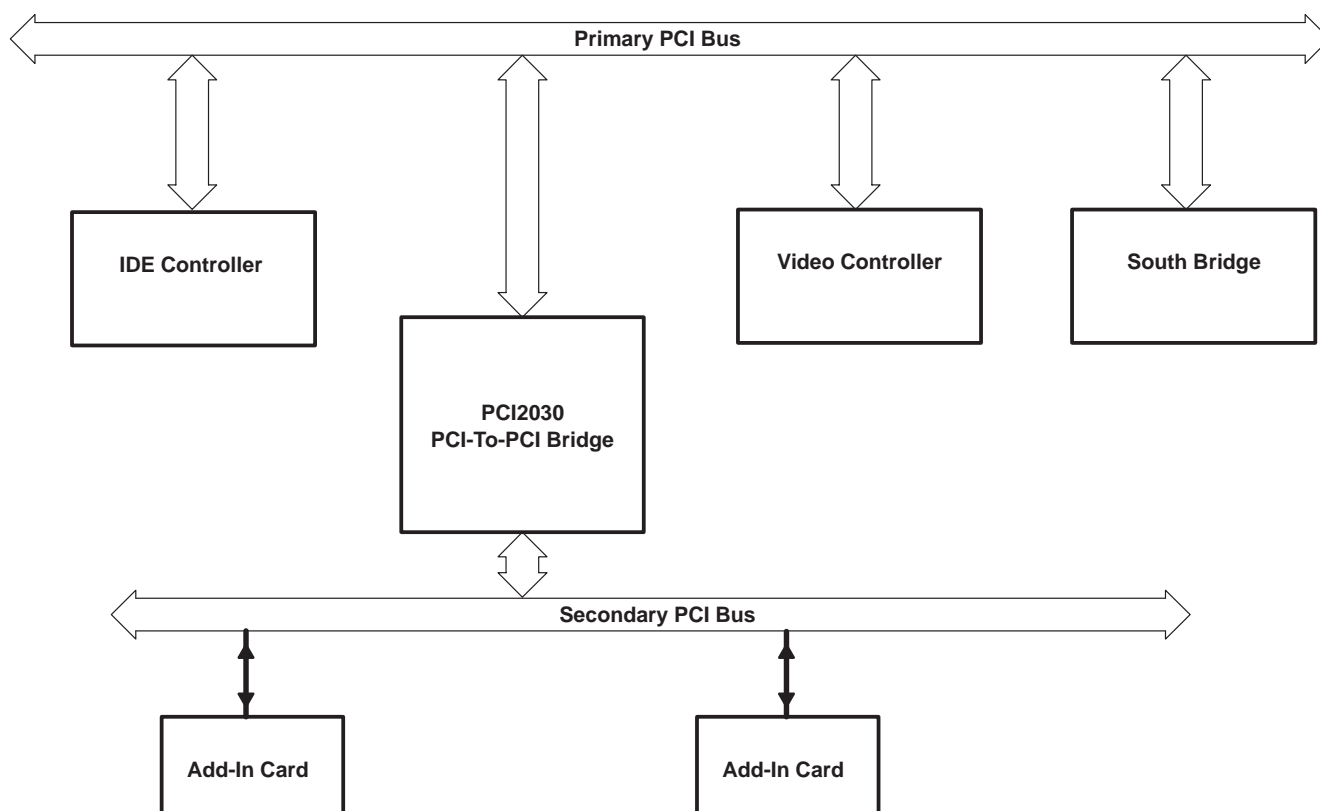 Primary PCI Bus
IDE Controller
Video Controller
South Bridge
PCI2030
PCI-To-PCI Bridge
Secondary PCI Bus
Add-In Card
Add-In Card